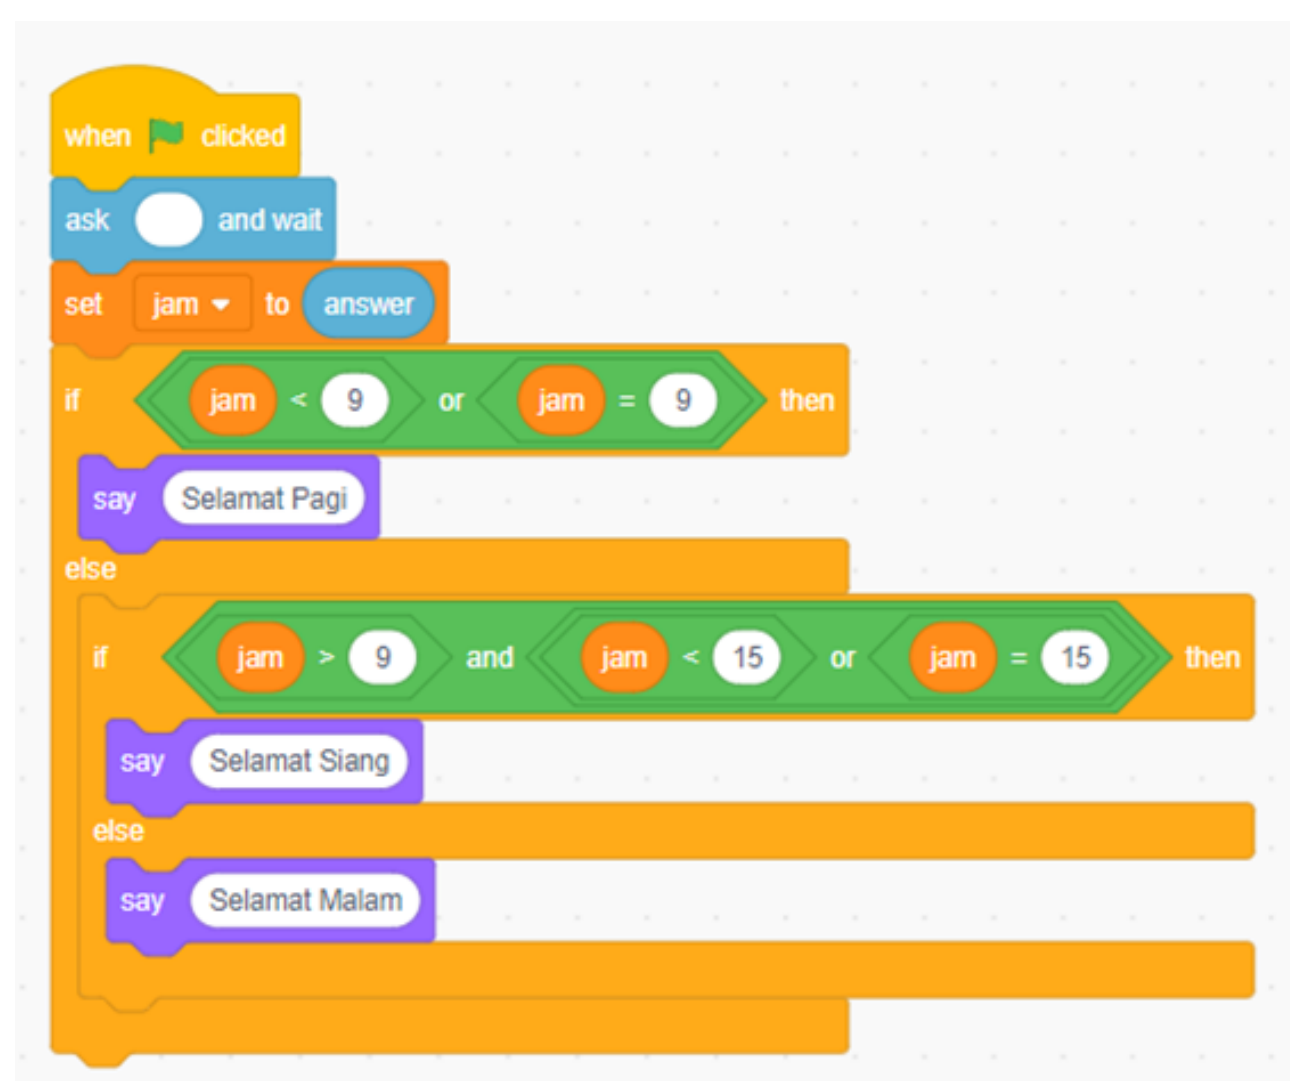 when clicked
ask and wait
set jam to answer
if jam < 9 or jam = 9 then
say Selamat Pagi
else
if jam > 9 and jam < 15 or jam = 15 then
say Selamat Siang
else
say Selamat Malam